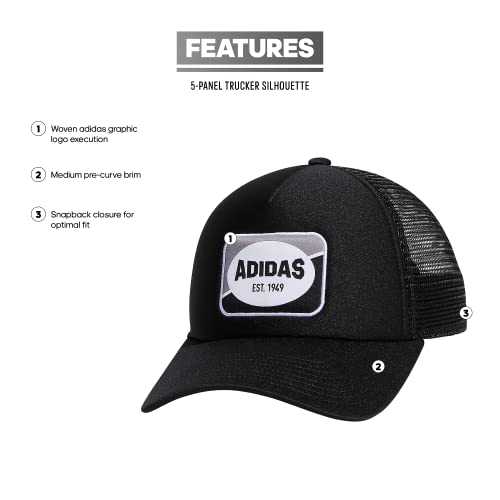 FEATURES
5-PANEL TRUCKER SILHOUETTE
1 Woven adidas graphic
logo execution
2 Medium pre-curve brim
3 Snapback closure for
optimal fit
1
ADIDAS
EST. 1949
3
2